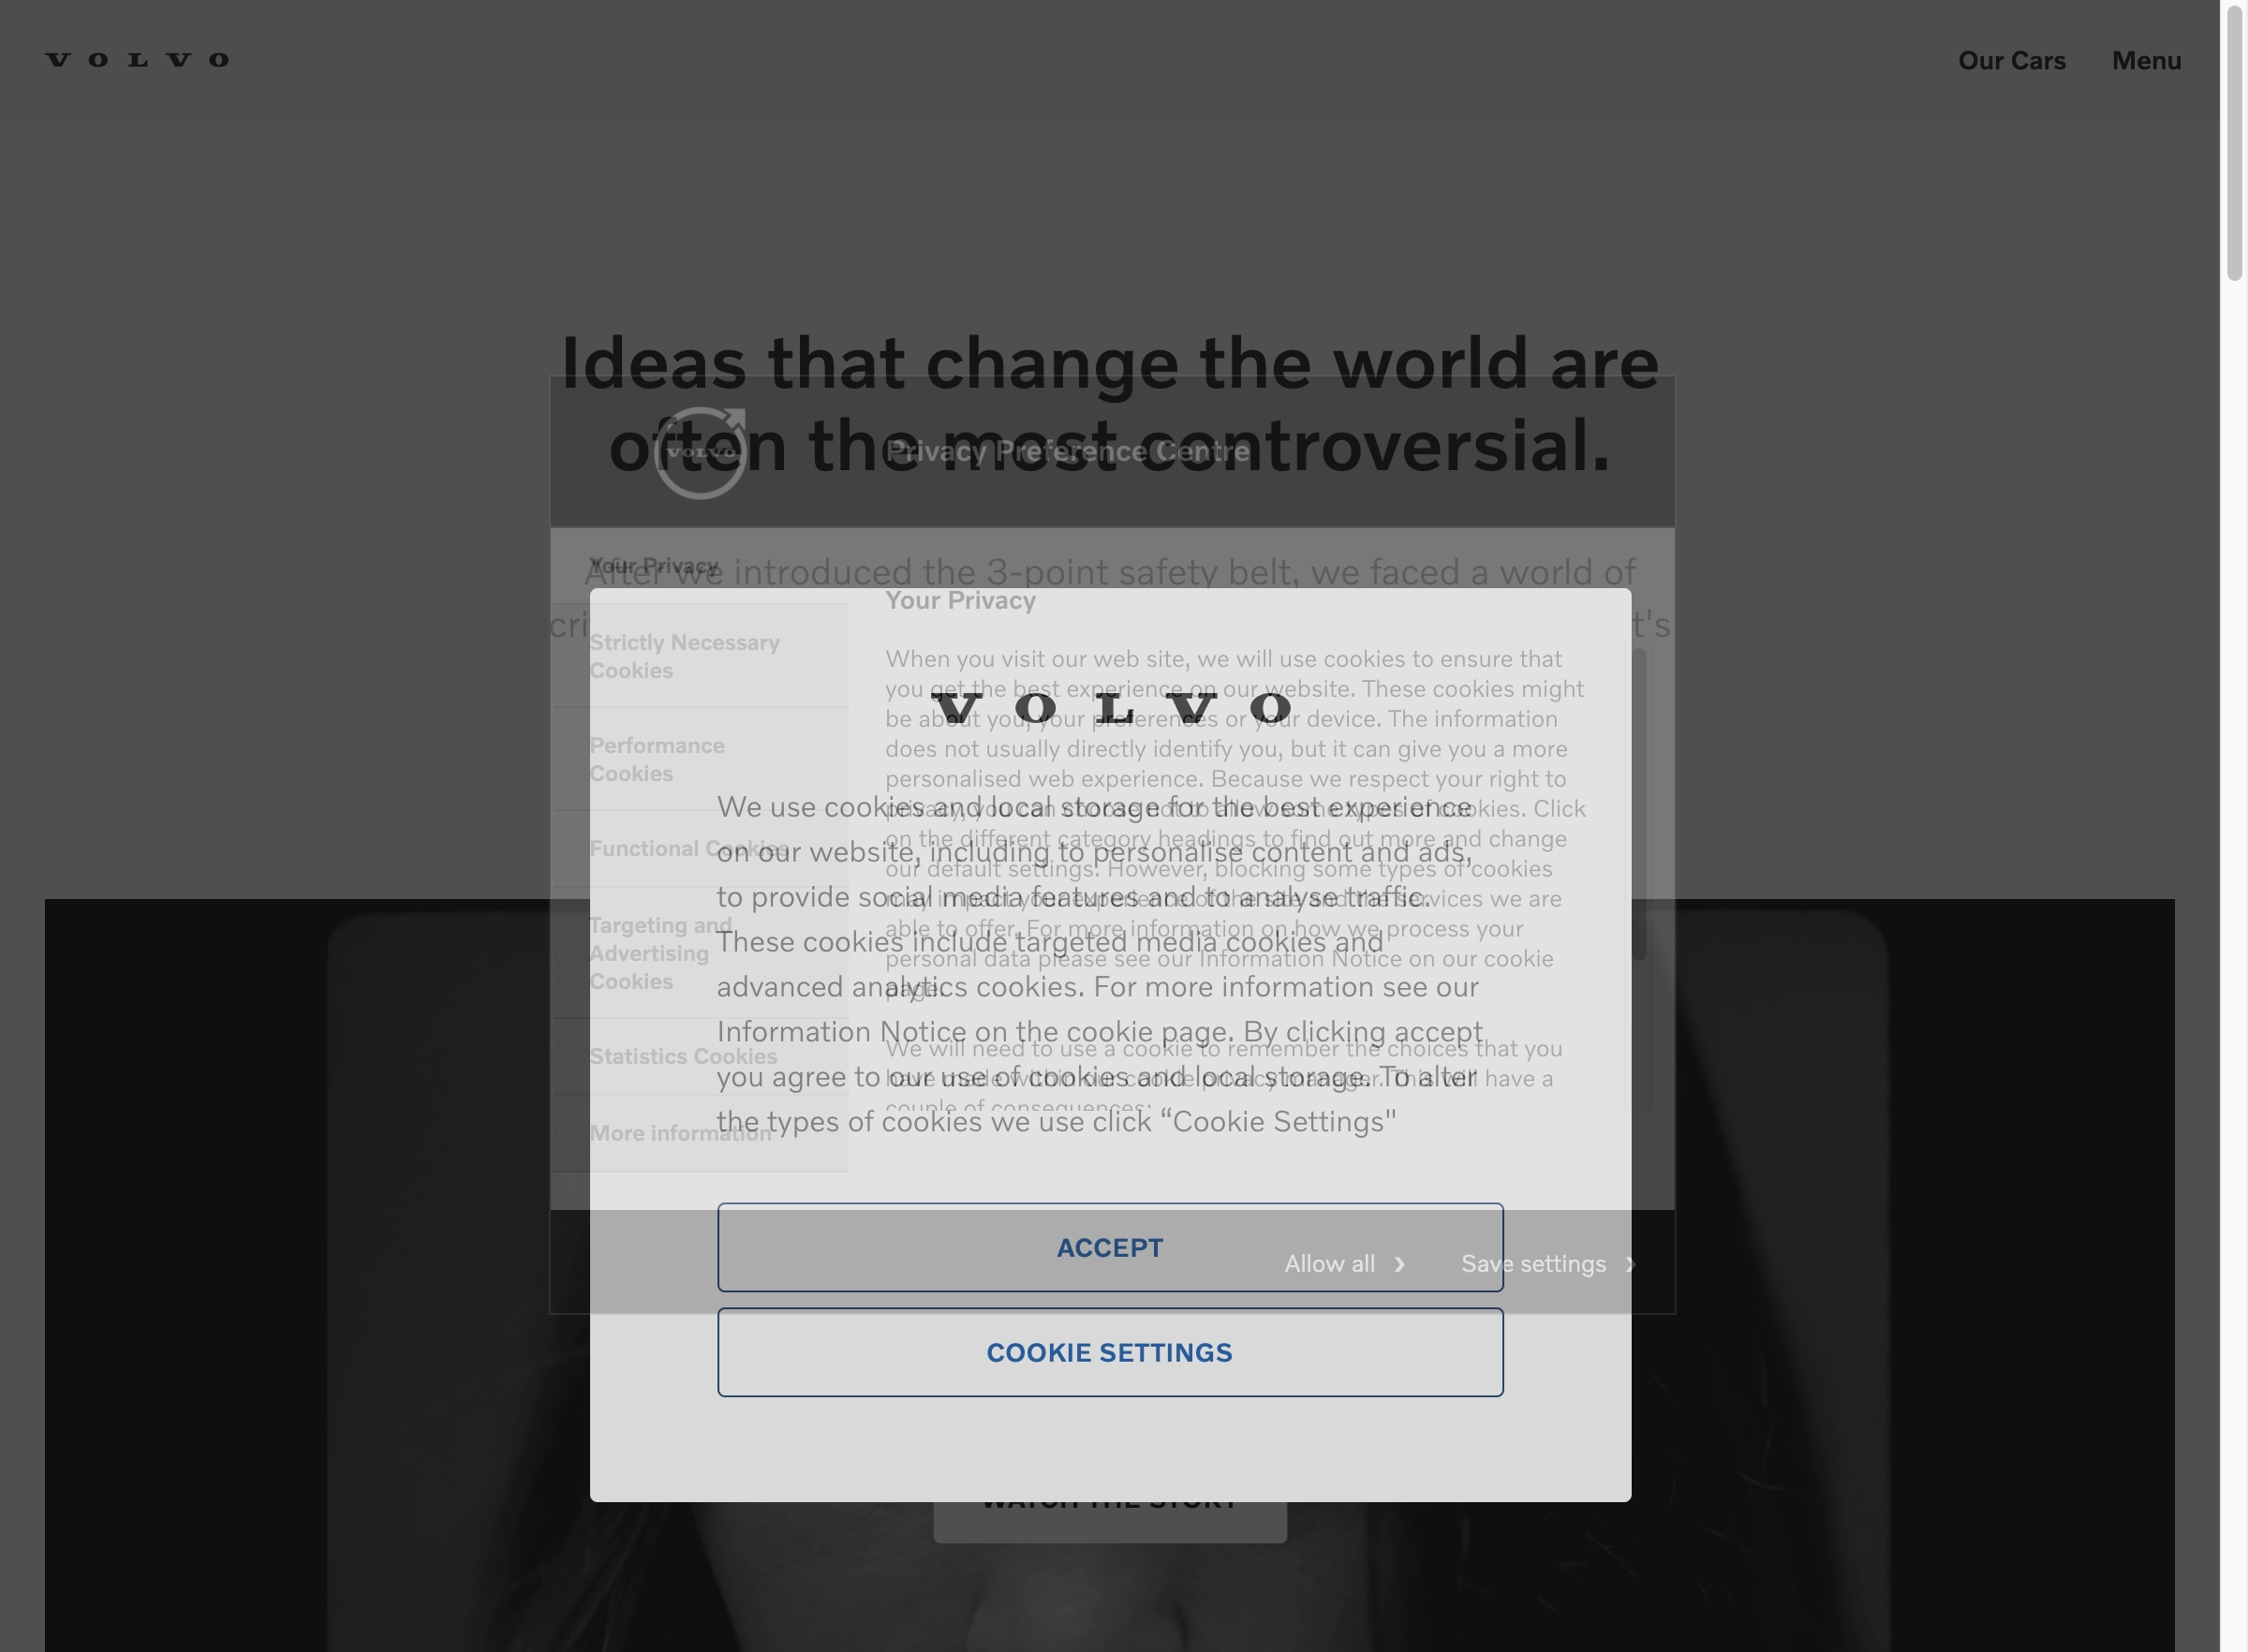 VOLVO
Our Cars
Menu
Ideas that change the world are
often the most controversial.
VOLVO
Privacy Preference Centre
After we introduced the 3-point safety belt, we faced a world of
cri
t's
Your Privacy
Strictly Necessary
Cookies
Performance
Cookies
Functional Cookies
Targeting and
Advertising
Cookies
Statistics Cookies
More information
Your Privacy
When you visit our web site, we will use cookies to ensure that
you get the best experience on our website. These cookies might
be about you, your preferences or your device. The information
does not usually directly identify you, but it can give you a more
personalised web experience. Because we respect your right to
privacy, you can choose not to allow some types of cookies. Click
on the different category headings to find out more and change
our default settings. However, blocking some types of cookies
may impact your experience of the site and the services we are
able to offer. For more information on how we process your
personal data please see our Information Notice on our cookie
page.
We will need to use a cookie to remember the choices that you
have made within our cookie privacy manager. This will have a
couple of consequences:
Allow all
Save settings
VOLVO
We use cookies and local storage for the best experience
on our website, including to personalise content and ads,
to provide social media features and to analyse traffic.
These cookies include targeted media cookies and
advanced analytics cookies. For more information see our
Information Notice on the cookie page. By clicking accept
you agree to our use of cookies and local storage. To alter
the types of cookies we use click “Cookie Settings"
ACCEPT
COOKIE SETTINGS
WATCH THE STORY